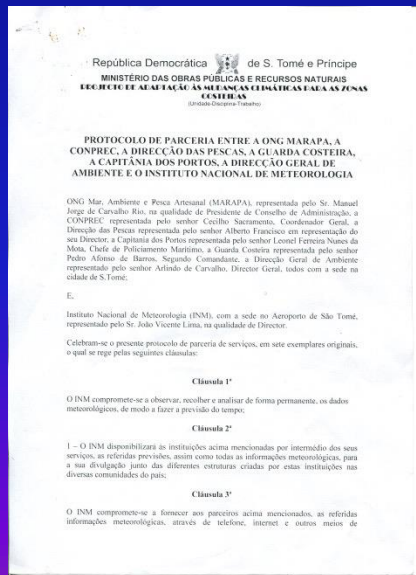 República Democrática de S. Tomé e Príncipe
MINISTÉRIO DAS OBRAS PÚBLICAS E RECURSOS NATURAIS
PROJECTO DE ADAPTAÇÃO ÀS MUDANÇAS CLIMÁTICAS PARA AS ZONAS
COSTEIRAS
(Unidade-Disciplina-Trabalho)
PROTOCOLO DE PARCERIA ENTRE A ONG MARAPA, A
CONPREC, A DIRECÇÃO DAS PESCAS, A GUARDA COSTEIRA,
A CAPITÂNIA DOS PORTOS, A DIRECÇÃO GERAL DE
AMBIENTE E O INSTITUTO NACIONAL DE METEOROLOGIA
ONG Mar, Ambiente e Pesca Artesanal (MARAPA), representada pelo Sr. Manuel
Jorge de Carvalho Rio, na qualidade de Presidente de Conselho de Administração, a
CONPREC representada pelo senhor Cecílio Sacramento, Coordenador Geral, a
Direcção das Pescas representada pelo senhor Alberto Francisco em representação do
seu Director, a Capitania dos Portos representada pelo senhor Leonel Ferreira Nunes da
Mota, Chefe de Policiamento Marítimo, a Guarda Costeira representada pelo senhor
Pedro Afonso de Barros, Segundo Comandante, a Direcção Geral de Ambiente
representado pelo senhor Arlindo de Carvalho, Director Geral, todos com a sede na
cidade de S.Tomé;
E,
Instituto Nacional de Meteorologia (INM), com a sede no Aeroporto de São Tomé,
representado pelo Sr. João Vicente Lima, na qualidade de Director.
Celebram-se o presente protocolo de parceria de serviços, em sete exemplares originais,
o qual se rege pelas seguintes cláusulas:
Cláusula 1ª
O INM compromete-se a observar, recolher e analisar de forma permanente, os dados
meteorológicos, de modo a fazer a previsão do tempo;
Cláusula 2ª
1 – O INM disponibilizará as instituições acima mencionadas por intermédio dos seus
serviços, as referidas previsões, assim como todas as informações meteorológicas, para
a sua divulgação junto das diferentes estruturas criadas por estas instituições nas
diversas comunidades do país;
Cláusula 3ª
O INM compromete-se a fornecer aos parceiros acima mencionados, as referidas
informações meteorológicas, através de telefone, internet e outros meios de